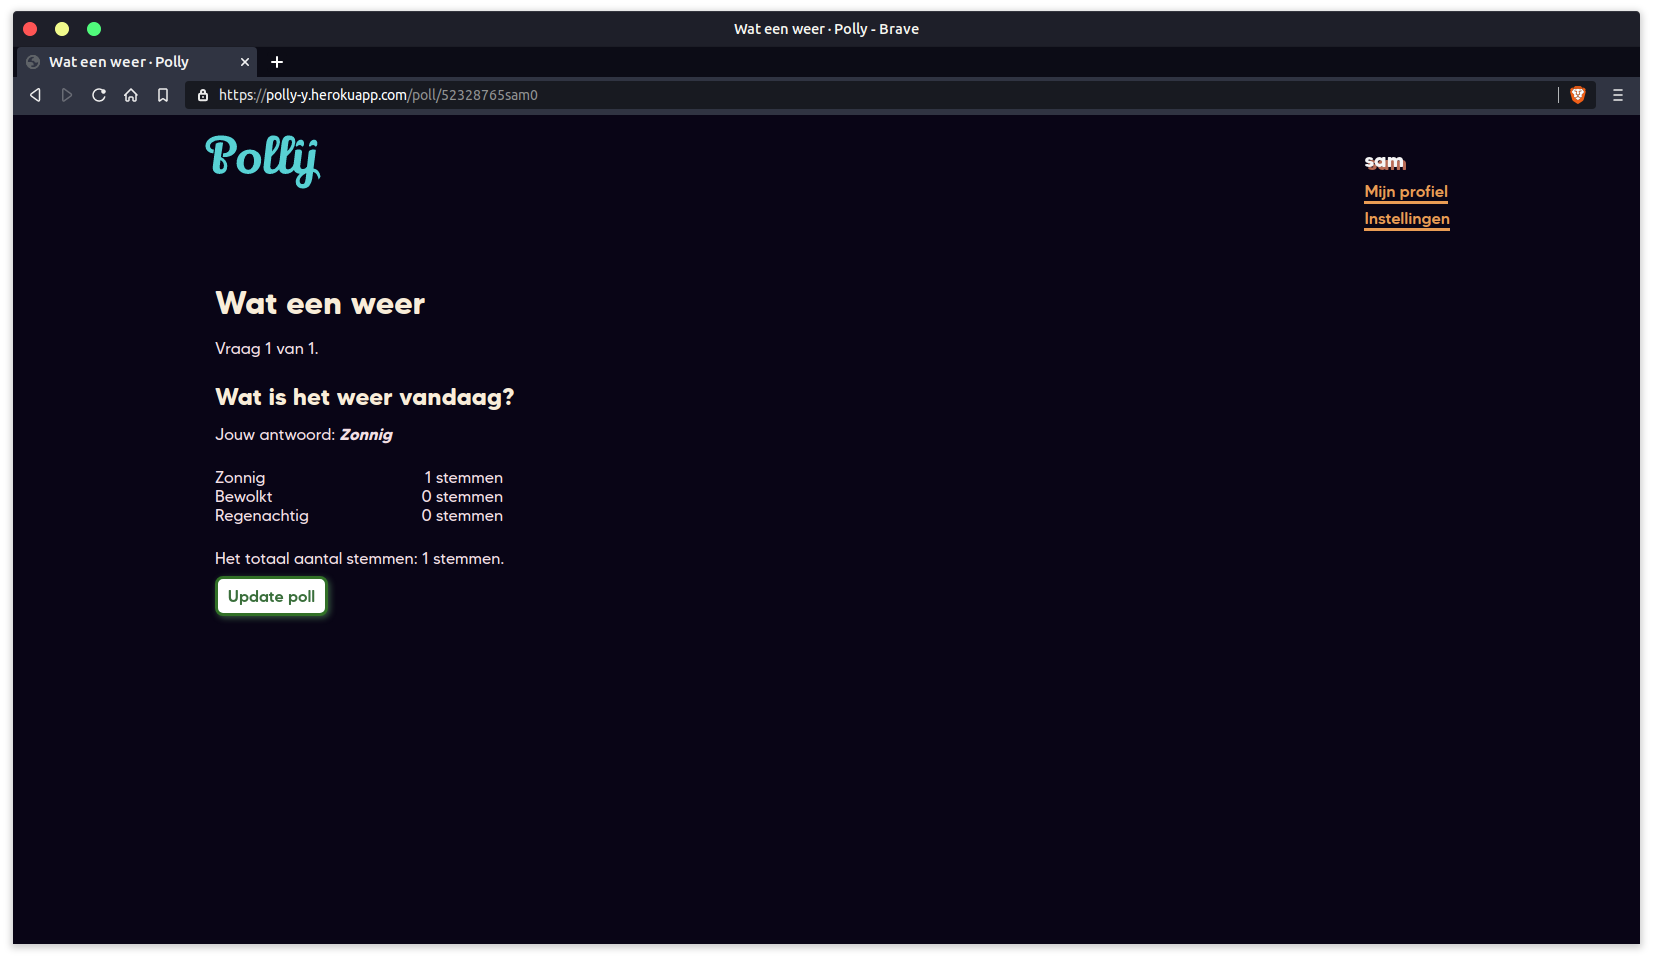 Wat een weer · Polly - Brave
Wat een weer · Polly
https://polly-y.herokuapp.com/poll/52328765sam0
Pollij
sam
Mijn profiel
Instellingen
Wat een weer
Vraag 1 van 1.
Wat is het weer vandaag?
Jouw antwoord: Zonnig
Zonnig 1 stemmen
Bewolkt 0 stemmen
Regenachtig 0 stemmen
Het totaal aantal stemmen: 1 stemmen.
Update poll